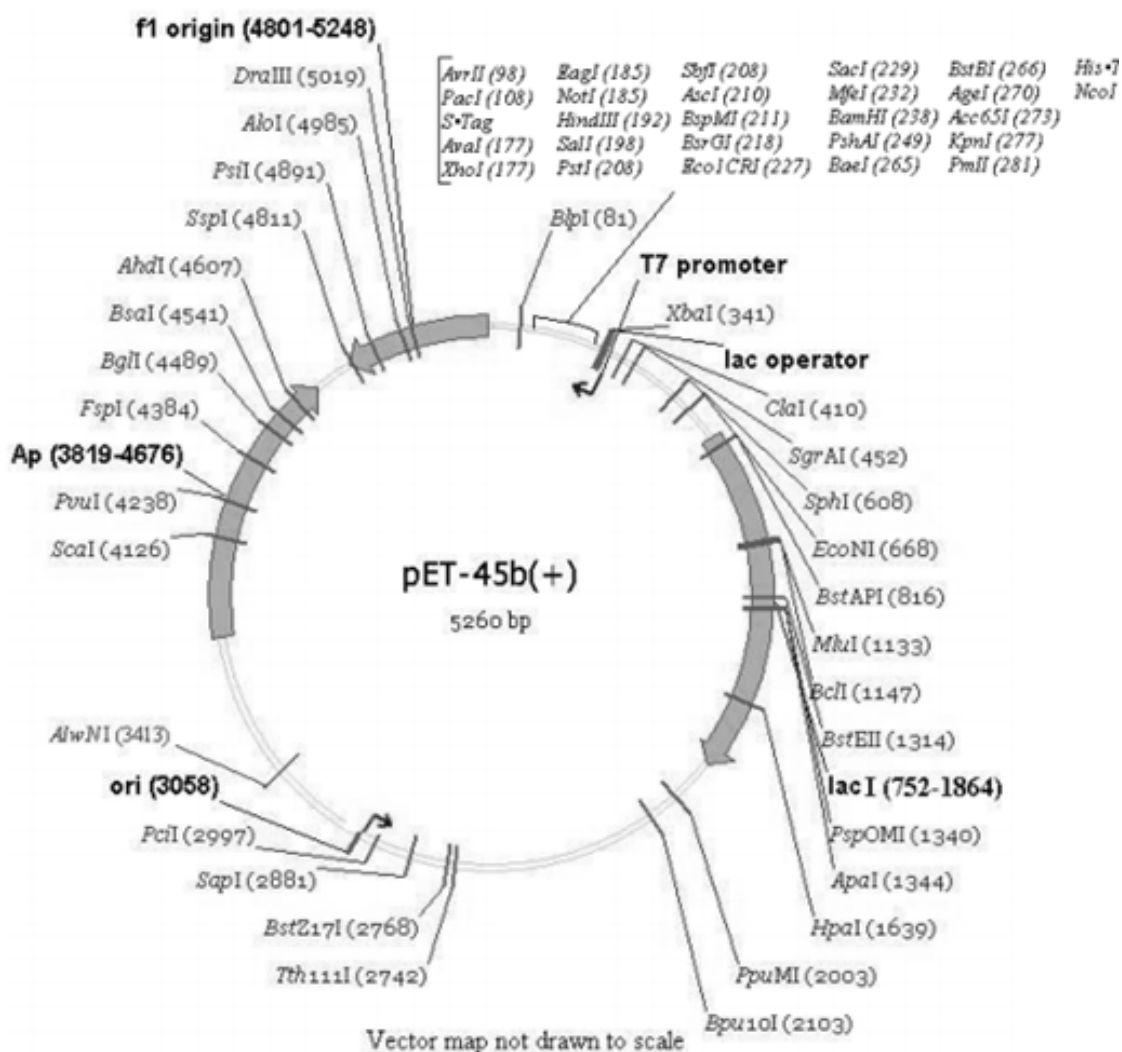 f1 origin (4801-5248)
DraIII (5019)
AloI (4985)
PsiI (4891)
SspI (4811)
AhdI (4607)
BsaI (4541)
BglI (4489)
FspI (4384)
Ap (3819-4676)
PvuI (4238)
ScaI (4126)
AlwNI (3413)
ori (3058)
PciI (2997)
SapI (2881)
BstZ17I (2768)
Tth111I (2742)
AvrII (98) EagI (185) SbfI (208) SacI (229) BstBI (266) His•T
PacI (108) NotI (185) AscI (210) MfeI (232) AgeI (270) NcoI
S•Tag HindIII (192) BspMI (211) BamHI (238) Acc65I (273)
AvaI (177) SalI (198) BsrGI (218) PshAI (249) KpnI (277)
XhoI (177) PstI (208) Eco1CRI (227) BaeI (265) PmlI (281)
BlpI (81)
T7 promoter
XbaI (341)
lac operator
ClaI (410)
SgrAI (452)
SphI (608)
EcoNI (668)
BstAPI (816)
MluI (1133)
BclI (1147)
BstEII (1314)
lacI (752-1864)
PspOMI (1340)
ApaI (1344)
HpaI (1639)
PpuMI (2003)
Bpu10I (2103)
pET-45b(+)
5260 bp
Vector map not drawn to scale